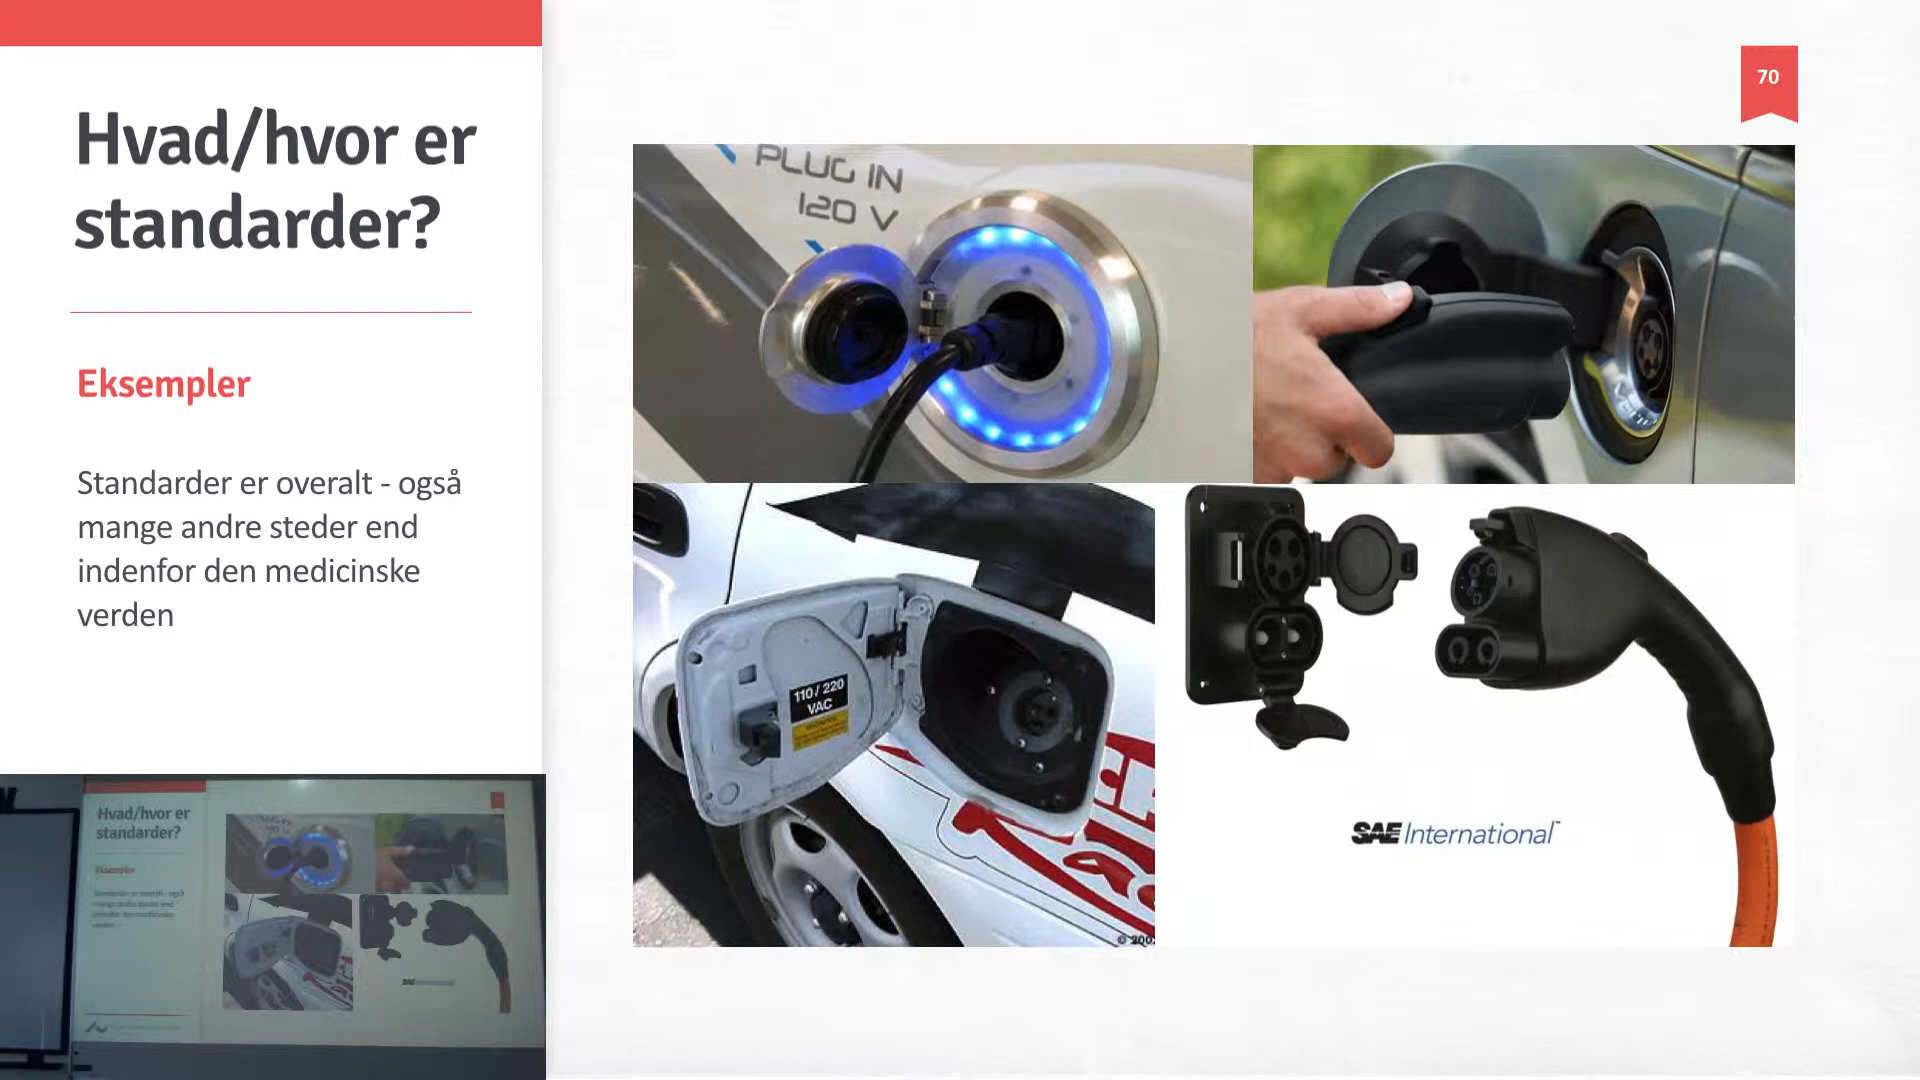 Hvad/hvor er
standarder?
Eksempler
Standarder er overalt - også
mange andre steder end
indenfor den medicinske
verden
70
PLUG IN
120 V
110 / 220
VAC
SAE International
Hvad/hvor er
standarder?
Eksempler